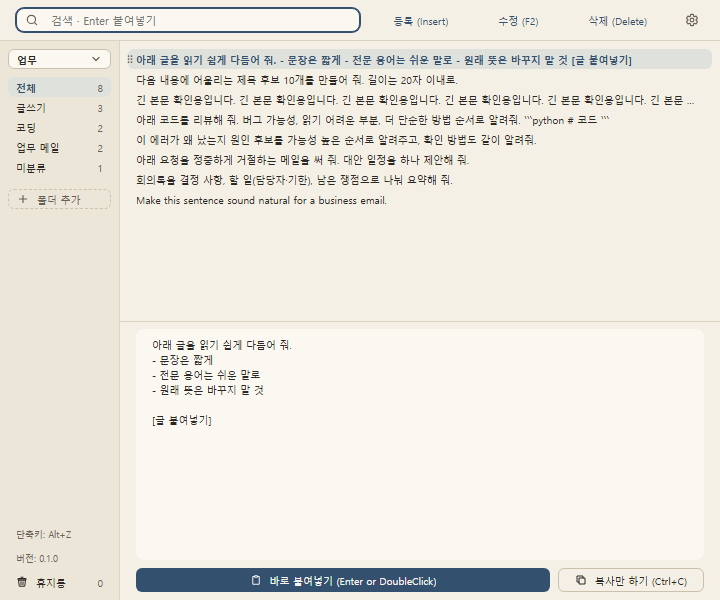 검색 · Enter 붙여넣기
등록 (Insert)
수정 (F2)
삭제 (Delete)
업무
전체 8
글쓰기 3
코딩 2
업무 메일 2
미분류 1
+ 폴더 추가
아래 글을 읽기 쉽게 다듬어 줘. - 문장은 짧게 - 전문 용어는 쉬운 말로 - 원래 뜻은 바꾸지 말 것 [글 붙여넣기]
다음 내용에 어울리는 제목 후보 10개를 만들어 줘. 길이는 20자 이내로.
긴 본문 확인용입니다. 긴 본문 확인용입니다. 긴 본문 확인용입니다. 긴 본문 확인용입니다. 긴 본문 확인용입니다. 긴 본문 ...
아래 코드를 리뷰해 줘. 버그 가능성, 읽기 어려운 부분, 더 단순한 방법 순서로 알려줘. ```python # 코드 ```
이 에러가 왜 났는지 원인 후보를 가능성 높은 순서로 알려주고, 확인 방법도 같이 알려줘.
아래 요청을 정중하게 거절하는 메일을 써 줘. 대안 일정을 하나 제안해 줘.
회의록을 결정 사항, 할 일(담당자·기한), 남은 쟁점으로 나눠 요약해 줘.
Make this sentence sound natural for a business email.
아래 글을 읽기 쉽게 다듬어 줘.
- 문장은 짧게
- 전문 용어는 쉬운 말로
- 원래 뜻은 바꾸지 말 것
[글 붙여넣기]
단축키: Alt+Z
버전: 0.1.0
휴지통 0
바로 붙여넣기 (Enter or DoubleClick)
복사만 하기 (Ctrl+C)